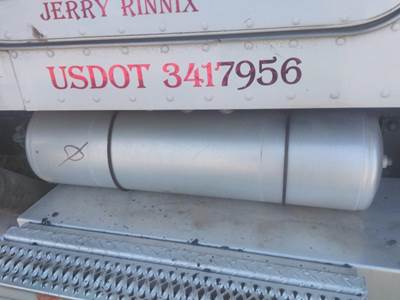 JERRY RINNIX
USDOT 3417956